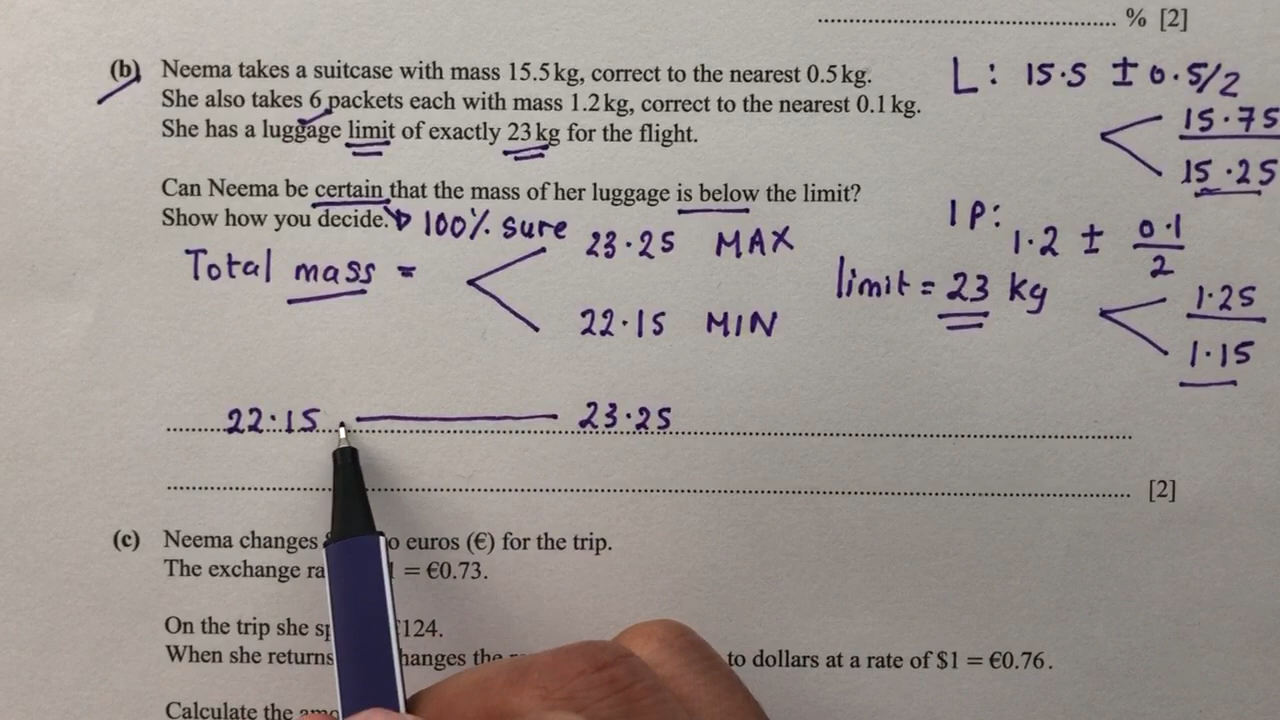 % [2]
(b) Neema takes a suitcase with mass 15.5 kg, correct to the nearest 0.5 kg.
She also takes 6 packets each with mass 1.2 kg, correct to the nearest 0.1 kg.
She has a luggage limit of exactly 23 kg for the flight.
L: 15.5 ± 0.5/2
15.75
15.25
Can Neema be certain that the mass of her luggage is below the limit?
Show how you decide.
100% sure
1P: 1.2 ± 0.1/2
1.25
1.15
Total mass =
23.25 MAX
22.15 MIN
limit = 23 kg
22.15 — 23.25
[2]
(c) Neema changes o euros (€) for the trip.
The exchange = €0.73.
On the trip she 124.
When she returns the to dollars at a rate of $1 = €0.76.
Calculate the